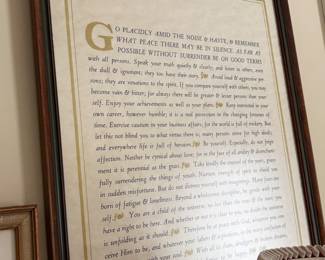 GO PLACIDLY AMID THE NOISE & HASTE, & REMEMBER
WHAT PEACE THERE MAY BE IN SILENCE. AS FAR AS
POSSIBLE WITHOUT SURRENDER BE ON GOOD TERMS
with all persons. Speak your truth quietly & clearly; and listen to others, even
the dull & ignorant; they too have their story. Avoid loud & aggressive per-
sons; they are vexations to the spirit. If you compare yourself with others, you may
become vain & bitter; for always there will be greater & lesser persons than your
self. Enjoy your achievements as well as your plans. Keep interested in your
own career, however humble; it is a real possession in the changing fortunes of
time. Exercise caution in your business affairs; for the world is full of trickery. But
let this not blind you to what virtue there is; many persons strive for high ideals;
and everywhere life is full of heroism. Be yourself. Especially, do not feign
affection. Neither be cynical about love; for in the face of all aridity & disenchant-
ment it is perennial as the grass. Take kindly the counsel of the years, grace-
fully surrendering the things of youth. Nurture strength of spirit to shield you
in sudden misfortune. But do not distress yourself with imaginings. Many fears are
born of fatigue & loneliness. Beyond a wholesome discipline, be gentle with your-
self. You are a child of the universe, no less than the trees & the stars; you
have a right to be here. And whether or not it is clear to you, no doubt the universe
is unfolding as it should. Therefore be at peace with God, whatever you con-
ceive Him to be, and whatever your labors & aspirations, in the noisy confusion
with your soul. With all its sham, drudgery & broken dreams,